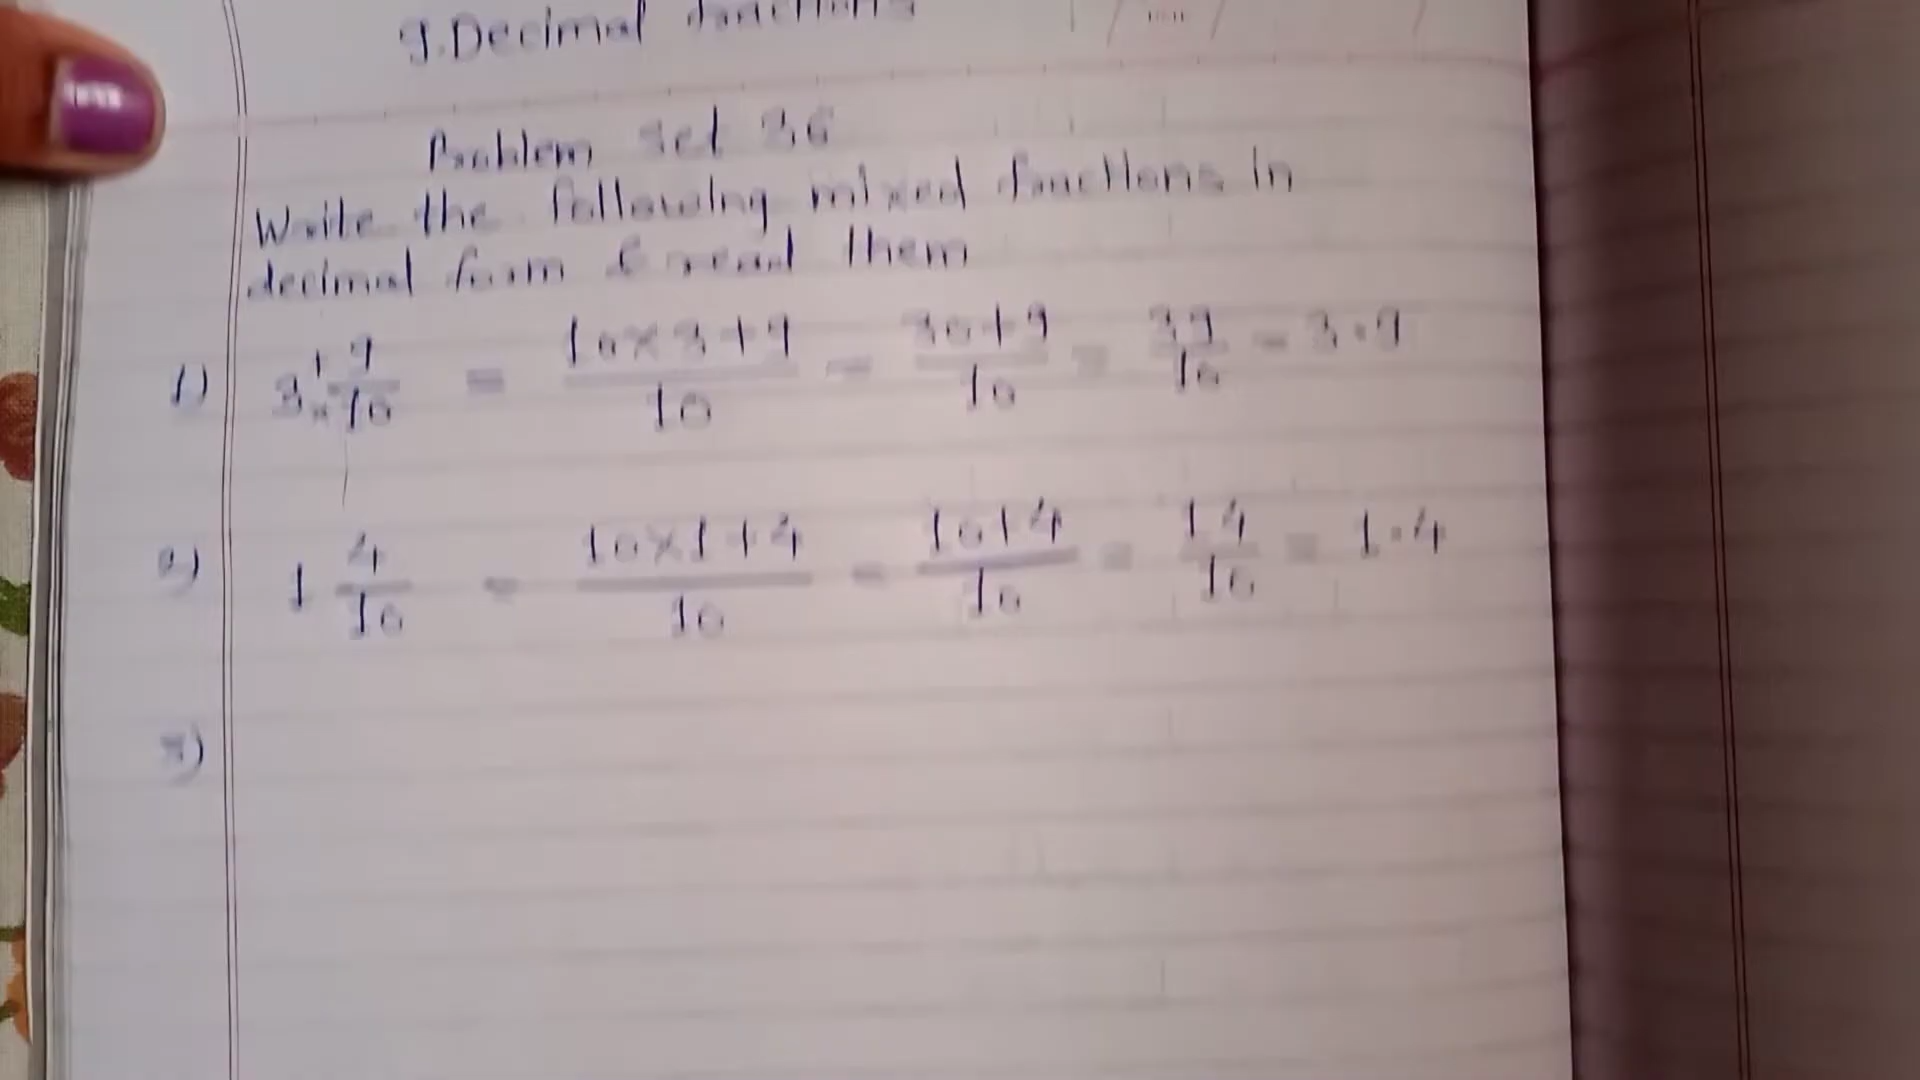 9. Decimal fractions
Problem set 36
Write the following mixed fractions in
decimal form & read them
1) 3 9/10 = 10×3+9/10 = 30+9/10 = 39/10 = 3.9
2) 1 4/10 = 10×1+4/10 = 10+4/10 = 14/10 = 1.4
3)